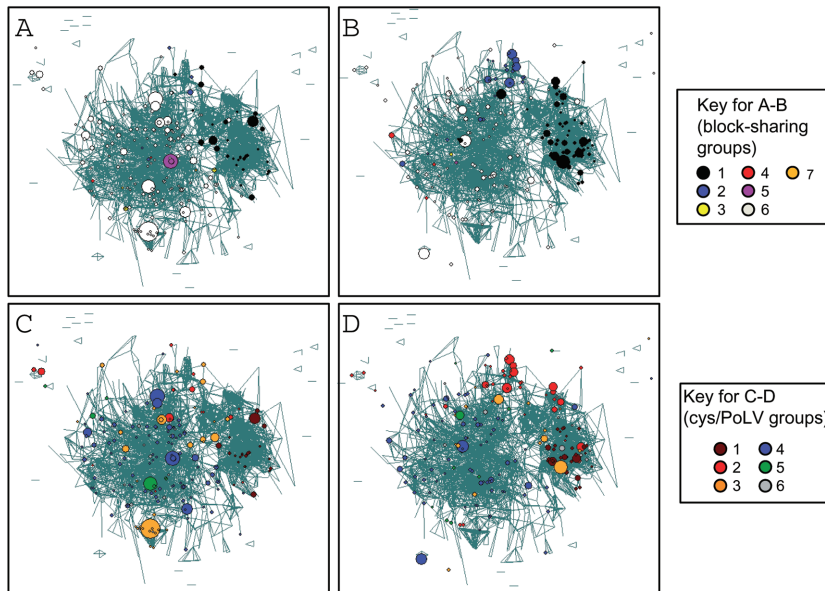 A
B
Key for A-B
(block-sharing
groups)
1
4
7
2
5
3
6
C
D
Key for C-D
(cys/PoLV groups)
1
4
2
5
3
6